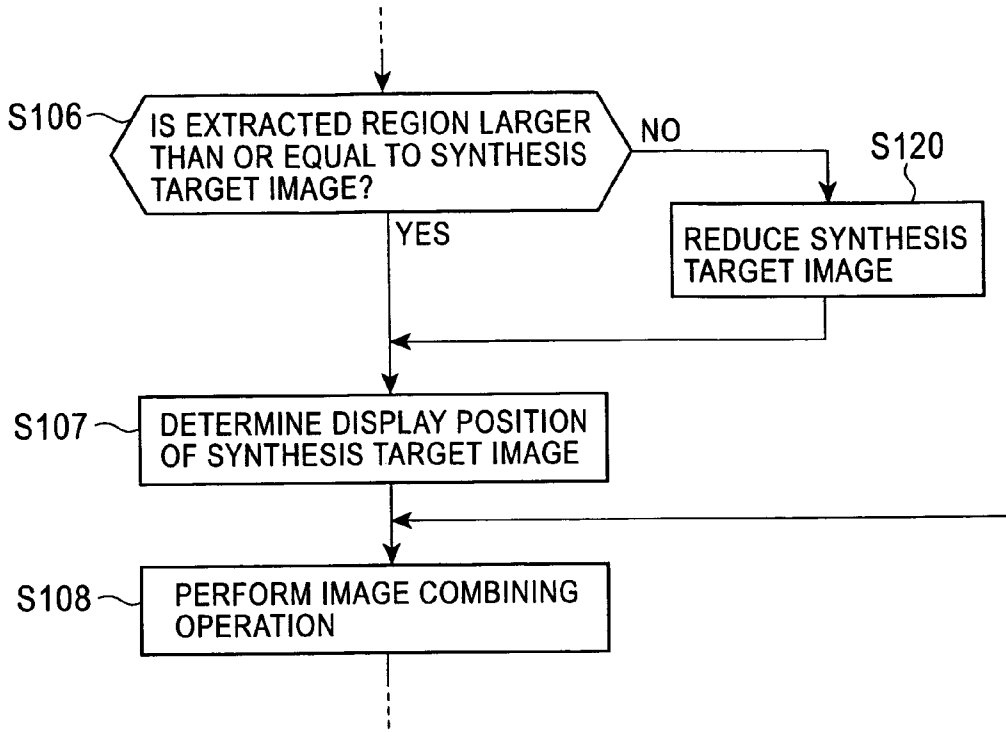 S106
IS EXTRACTED REGION LARGER
THAN OR EQUAL TO SYNTHESIS
TARGET IMAGE?
NO
YES
S120
REDUCE SYNTHESIS
TARGET IMAGE
S107
DETERMINE DISPLAY POSITION
OF SYNTHESIS TARGET IMAGE
S108
PERFORM IMAGE COMBINING
OPERATION